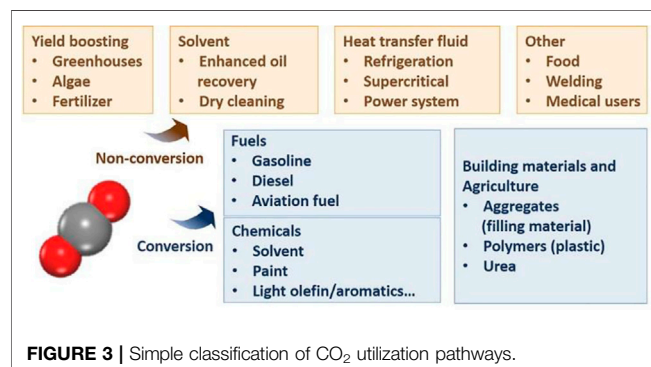 Yield boosting
• Greenhouses
• Algae
• Fertilizer
Solvent
• Enhanced oil
recovery
• Dry cleaning
Heat transfer fluid
• Refrigeration
• Supercritical
• Power system
Other
• Food
• Welding
• Medical users
Non-conversion
Conversion
Fuels
• Gasoline
• Diesel
• Aviation fuel
Chemicals
• Solvent
• Paint
• Light olefin/aromatics...
Building materials and
Agriculture
• Aggregates
(filling material)
• Polymers (plastic)
• Urea
FIGURE 3 | Simple classification of CO₂ utilization pathways.